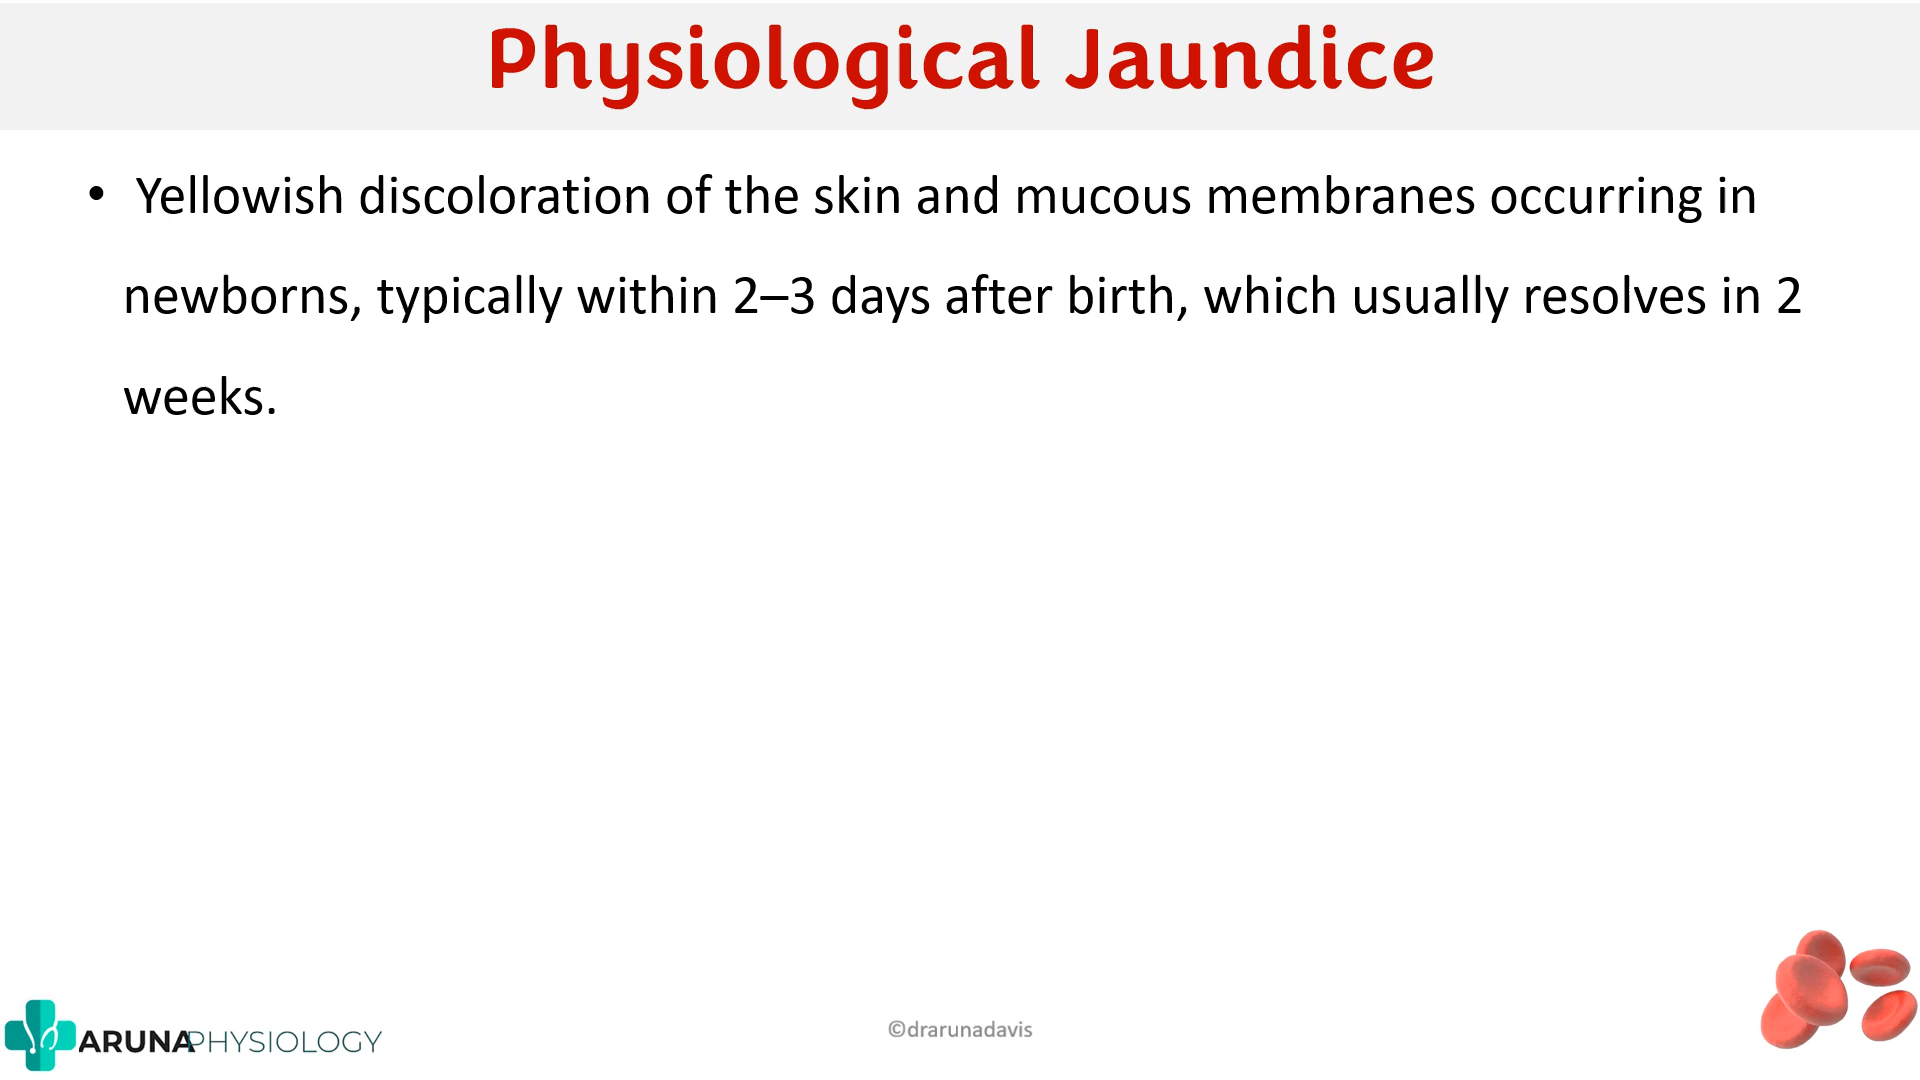 Physiological Jaundice
• Yellowish discoloration of the skin and mucous membranes occurring in
newborns, typically within 2–3 days after birth, which usually resolves in 2
weeks.
ARUNAPHYSIOLOGY
©drarunadavis